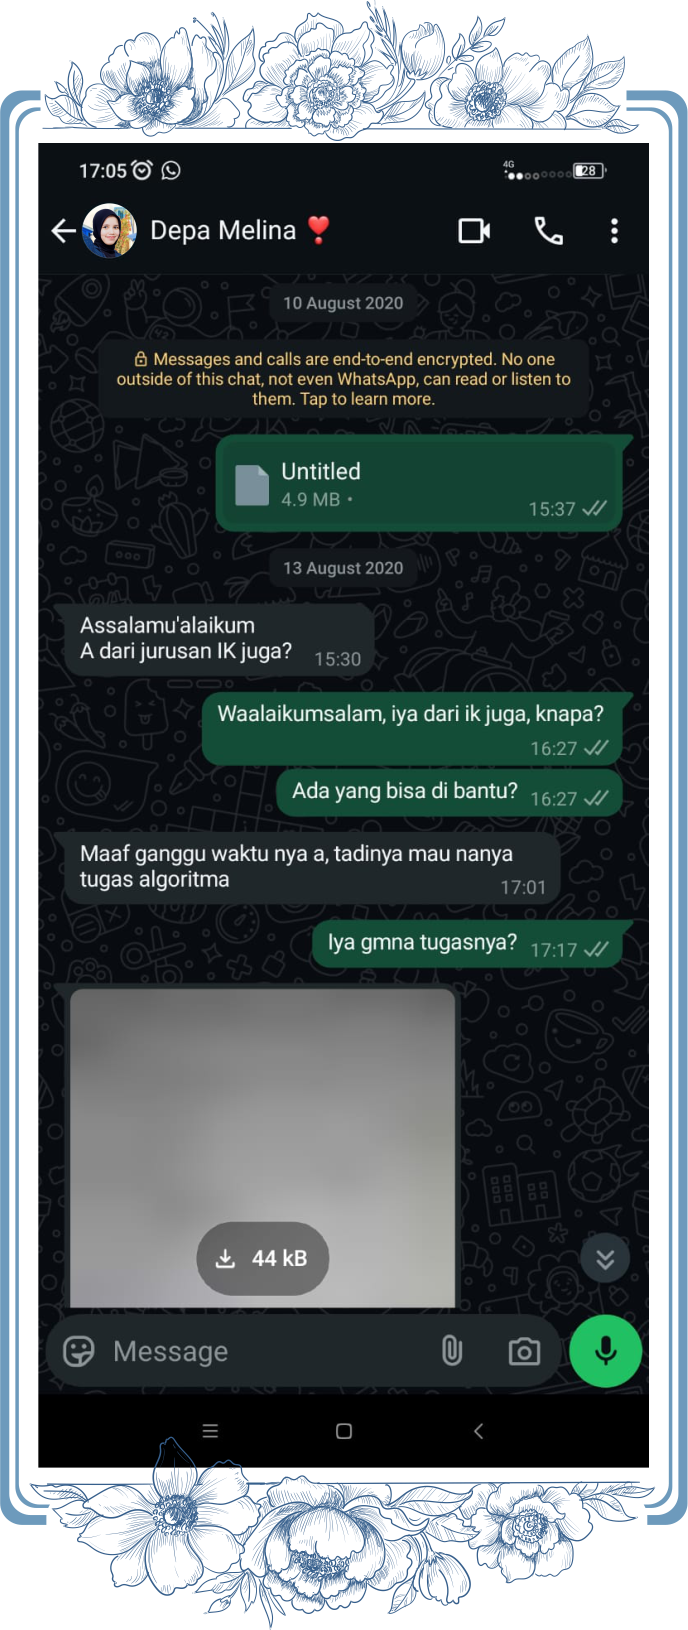 17:05
4G
28
Depa Melina
10 August 2020
Messages and calls are end-to-end encrypted. No one
outside of this chat, not even WhatsApp, can read or listen to
them. Tap to learn more.
Untitled
4.9 MB •
15:37
13 August 2020
Assalamu'alaikum
A dari jurusan IK juga? 15:30
Waalaikumsalam, iya dari ik juga, knapa?
16:27
Ada yang bisa di bantu? 16:27
Maaf ganggu waktu nya a, tadinya mau nanya
tugas algoritma
17:01
Iya gmna tugasnya? 17:17
44 kB
Message